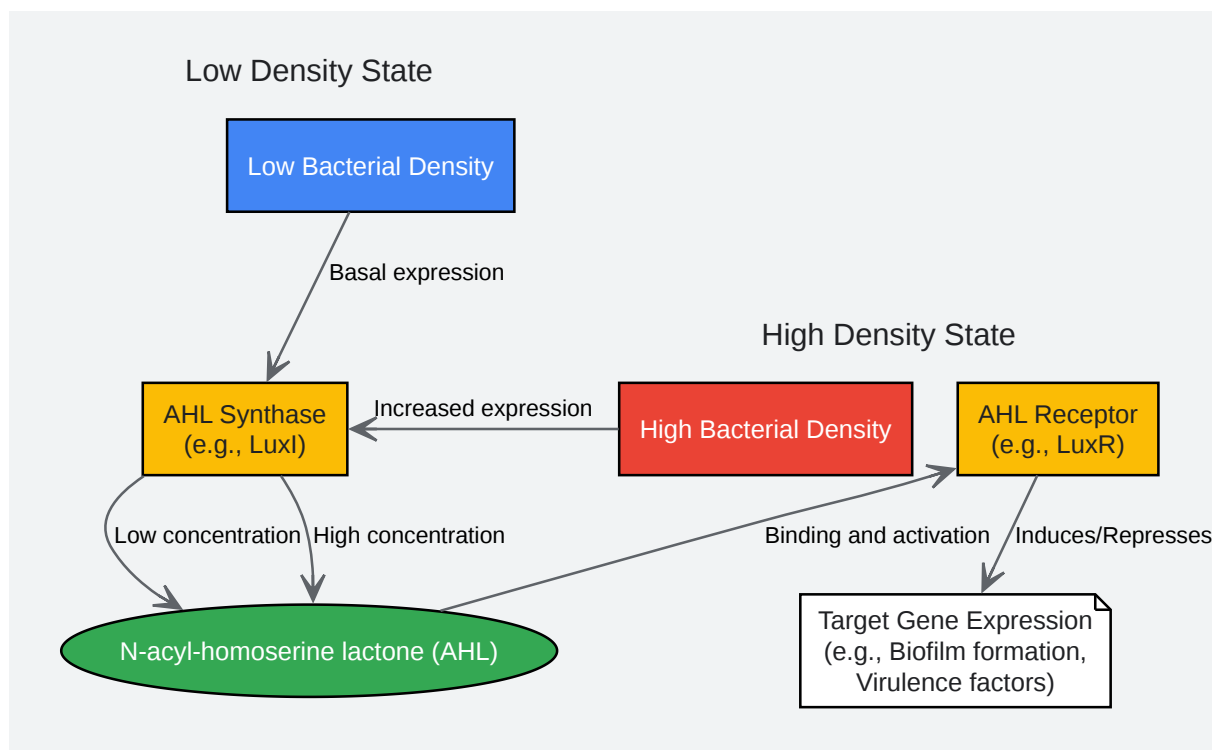 Low Density State
Low Bacterial Density
Basal expression
High Density State
AHL Synthase
(e.g., LuxI)
Increased expression
High Bacterial Density
AHL Receptor
(e.g., LuxR)
Low concentration
High concentration
Binding and activation
Induces/Represses
N-acyl-homoserine lactone (AHL)
Target Gene Expression
(e.g., Biofilm formation,
Virulence factors)